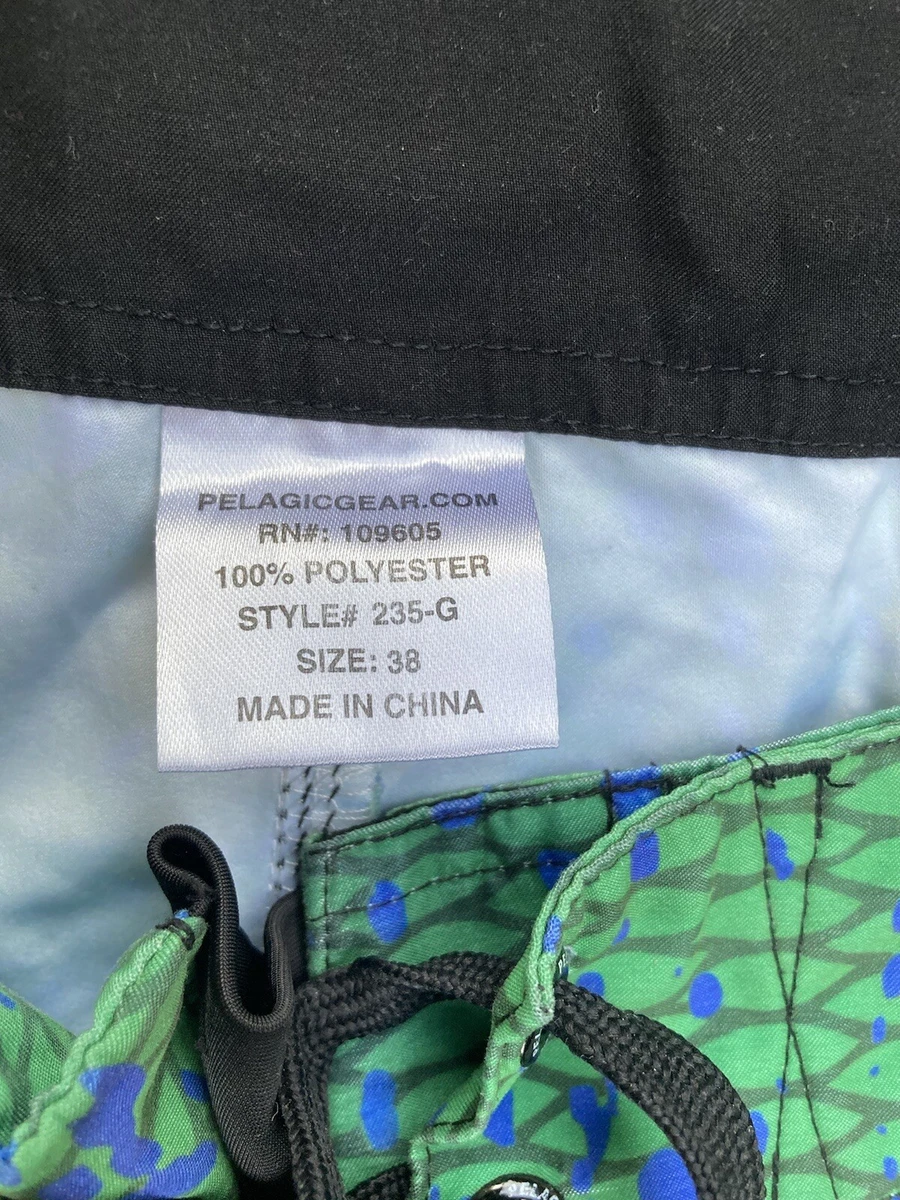 PELAGICGEAR.COM
RN#: 109605
100% POLYESTER
STYLE# 235-G
SIZE: 38
MADE IN CHINA